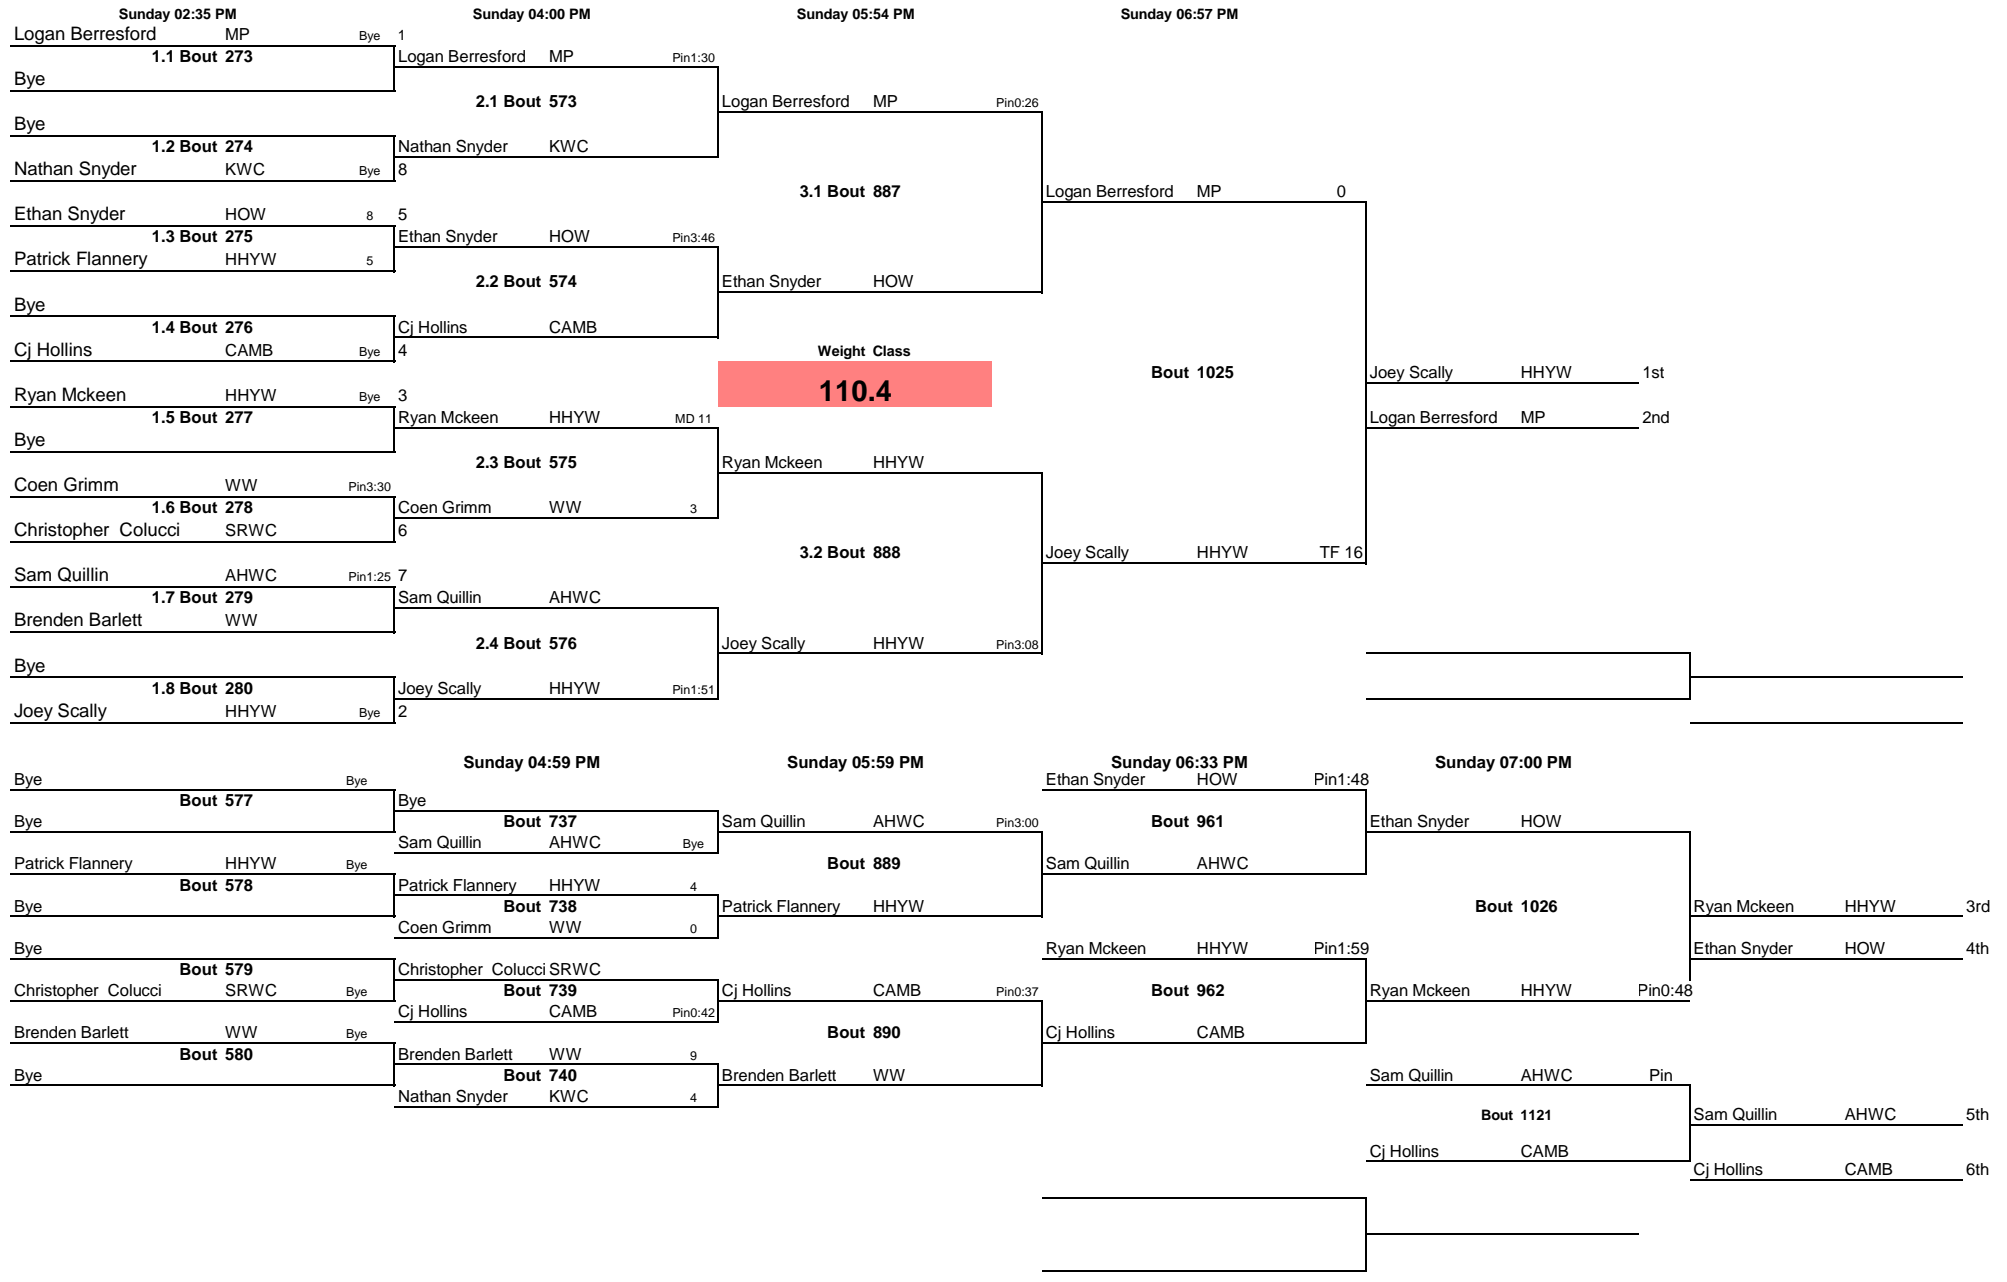 Sunday 02:35 PM Sunday 04:00 PM Sunday 05:54 PM Sunday 06:57 PM
Logan Berresford MP Bye 1
1.1 Bout 273 Logan Berresford MP Pin1:30
Bye
2.1 Bout 573 Logan Berresford MP Pin0:26
Bye
1.2 Bout 274 Nathan Snyder KWC
Nathan Snyder KWC Bye 8
3.1 Bout 887 Logan Berresford MP 0
Ethan Snyder HOW 8 5
1.3 Bout 275 Ethan Snyder HOW Pin3:46
Patrick Flannery HHYW 5
2.2 Bout 574 Ethan Snyder HOW
Bye
1.4 Bout 276 Cj Hollins CAMB
Cj Hollins CAMB Bye 4 Weight Class
Bout 1025 Joey Scally HHYW 1st
110.4
Ryan Mckeen HHYW Bye 3
1.5 Bout 277 Ryan Mckeen HHYW MD 11 Logan Berresford MP 2nd
Bye
2.3 Bout 575 Ryan Mckeen HHYW
Coen Grimm WW Pin3:30
1.6 Bout 278 Coen Grimm WW 3
Christopher Colucci SRWC 6
3.2 Bout 888 Joey Scally HHYW TF 16
Sam Quillin AHWC Pin1:25 7
1.7 Bout 279 Sam Quillin AHWC
Brenden Barlett WW
2.4 Bout 576 Joey Scally HHYW Pin3:08
Bye
1.8 Bout 280 Joey Scally HHYW Pin1:51
Joey Scally HHYW Bye 2
Sunday 04:59 PM Sunday 05:59 PM Sunday 06:33 PM Sunday 07:00 PM
Bye Bye Ethan Snyder HOW Pin1:48
Bout 577 Bye
Bye Bout 737 Sam Quillin AHWC Pin3:00 Bout 961 Ethan Snyder HOW
Sam Quillin AHWC Bye
Patrick Flannery HHYW Bye Bout 889 Sam Quillin AHWC
Bout 578 Patrick Flannery HHYW 4
Bye Bout 738 Patrick Flannery HHYW Bout 1026 Ryan Mckeen HHYW 3rd
Coen Grimm WW 0
Bye Ryan Mckeen HHYW Pin1:59 Ethan Snyder HOW 4th
Bout 579 Christopher Colucci SRWC
Christopher Colucci SRWC Bye Bout 739 Cj Hollins CAMB Pin0:37 Bout 962 Ryan Mckeen HHYW Pin0:48
Cj Hollins CAMB Pin0:42
Brenden Barlett WW Bye Bout 890 Cj Hollins CAMB
Bout 580 Brenden Barlett WW 9
Bye Bout 740 Brenden Barlett WW Sam Quillin AHWC Pin
Nathan Snyder KWC 4
Bout 1121 Sam Quillin AHWC 5th
Cj Hollins CAMB
Cj Hollins CAMB 6th